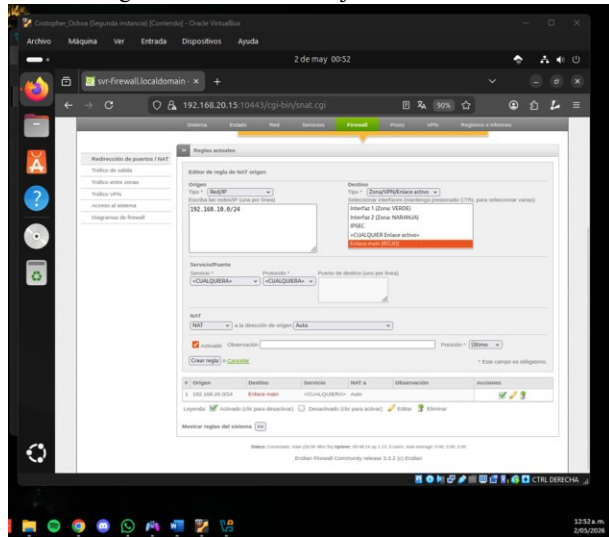 Cristopher_Ochoa (Segunda instancia) [Corriendo] - Oracle VirtualBox
Archivo Máquina Ver Entrada Dispositivos Ayuda
2 de may 00:52
svr-firewall.localdomain - × +
192.168.20.15:10443/cgi-bin/snat.cgi 90%
Sistema Estado Red Servicios Firewall Proxy VPN Registros e informes
Redirección de puertos / NAT
Tráfico de salida
Tráfico entre zonas
Tráfico VPN
Acceso al sistema
Diagramas de firewall
Reglas actuales
Editor de regla de NAT origen
Origen Destino
Tipo * Red/IP Tipo * Zona/VPN/Enlace activo
Escriba las redes/IP (una por línea) Seleccionar interfaces (mantenga presionado CTRL para seleccionar varias)
192.168.10.0/24
Interfaz 1 (Zona: VERDE)
Interfaz 2 (Zona: NARANJA)
IPSEC
<CUALQUIER Enlace activo>
Enlace main (ROJO)
Servicio/Puerto
Servicio * Protocolo * Puerto de destino (uno por línea)
<CUALQUIERA> <CUALQUIERA>
NAT
NAT a la dirección de origen Auto
Activado Observación Posición * Último
Crear regla o Cancelar * Este campo es obligatorio.
# Origen Destino Servicio NAT a Observación Acciones
1 192.168.20.0/24 Enlace main <CUALQUIERA> Auto
Leyenda: Activado (clic para desactivar) Desactivado (clic para activar) Editar Eliminar
Mostrar reglas del sistema >>
Endian Firewall Community release 3.3.2 (c) Endian
CTRL DERECHA
12:52 a.m.
2/05/2026